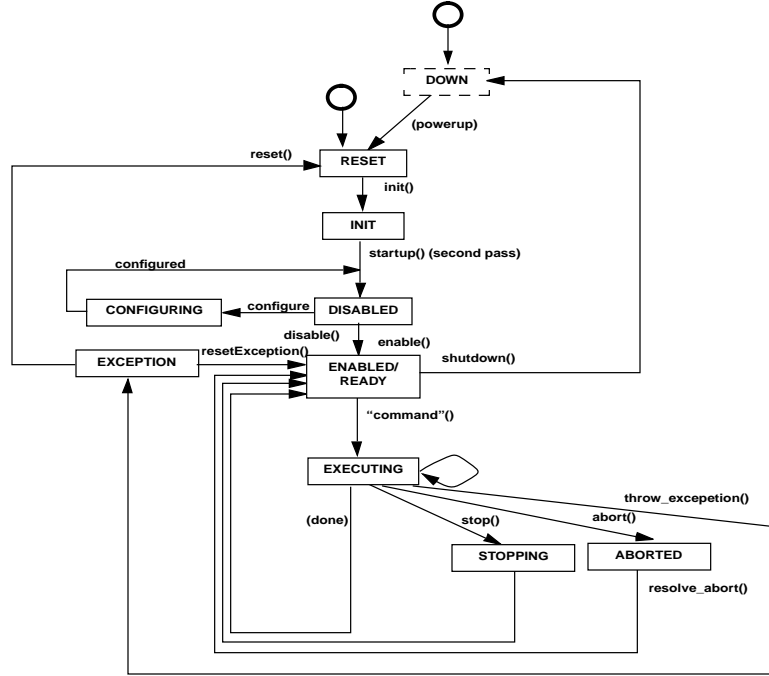 DOWN
(powerup)
reset()
RESET
init()
INIT
startup() (second pass)
configured
CONFIGURING
configure
DISABLED
disable()
enable()
EXCEPTION
resetException()
ENABLED/
READY
shutdown()
“command”()
EXECUTING
throw_excepetion()
(done)
stop()
abort()
STOPPING
ABORTED
resolve_abort()